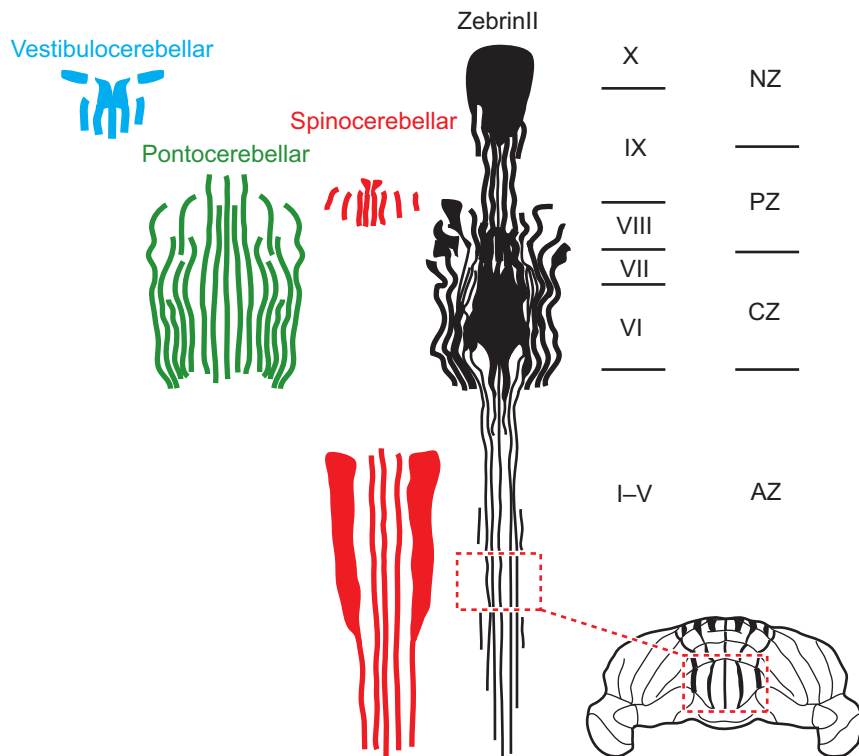 ZebrinII
Vestibulocerebellar
X
NZ
Spinocerebellar
Pontocerebellar
IX
PZ
VIII
VII
CZ
VI
I–V
AZ